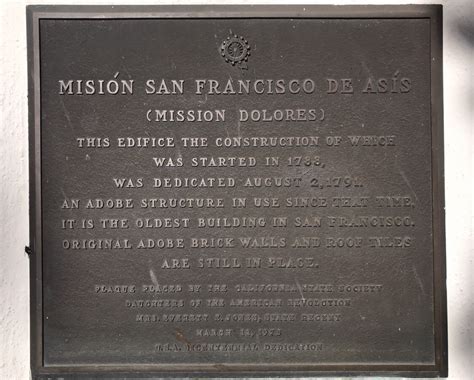 MISIÓN SAN FRANCISCO DE ASÍS
(MISSION DOLORES)
THIS EDIFICE THE CONSTRUCTION OF WHICH
WAS STARTED IN 1788,
WAS DEDICATED AUGUST 2, 1791.
AN ADOBE STRUCTURE IN USE SINCE THAT TIME,
IT IS THE OLDEST BUILDING IN SAN FRANCISCO.
ORIGINAL ADOBE BRICK WALLS AND ROOF TILES
ARE STILL IN PLACE.
PLAQUE PLACED BY THE CALIFORNIA STATE SOCIETY
DAUGHTERS OF THE AMERICAN REVOLUTION
MRS. EVERETT E. JONES, STATE REGENT
MARCH
DEDICATION